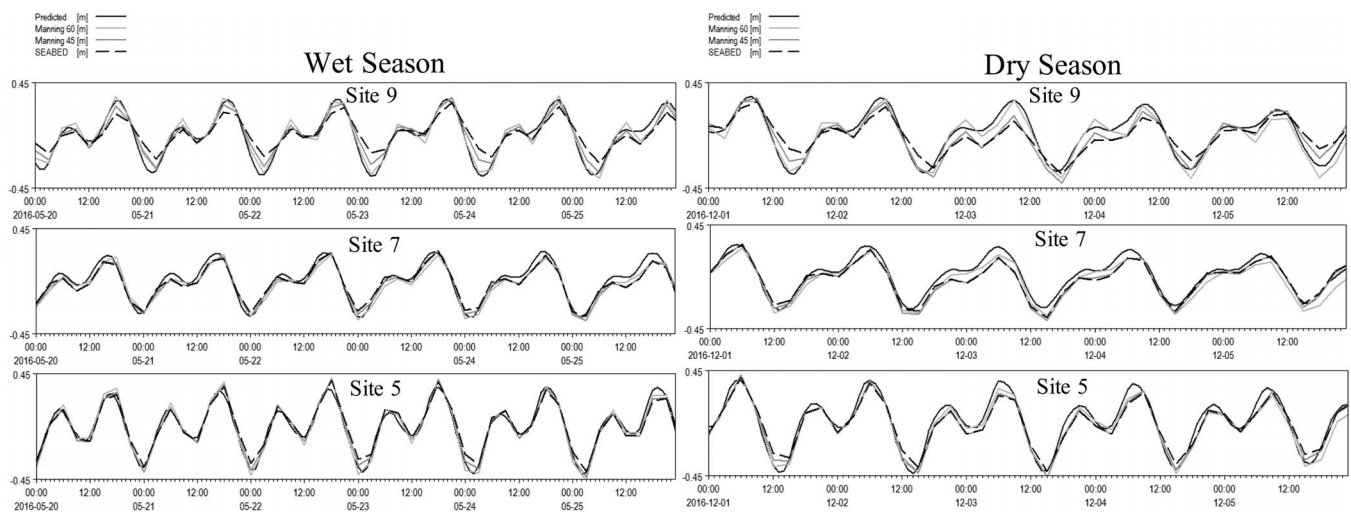 Predicted [m]
Manning 60 [m]
Manning 45 [m]
SEABED [m]
Wet Season
0.45
Site 9
-0.45
00:00 12:00 00:00 12:00 00:00 12:00 00:00 12:00 00:00 12:00 00:00 12:00
2016-05-20 05-21 05-22 05-23 05-24 05-25
0.45
Site 7
-0.45
00:00 12:00 00:00 12:00 00:00 12:00 00:00 12:00 00:00 12:00 00:00 12:00
2016-05-20 05-21 05-22 05-23 05-24 05-25
0.45
Site 5
-0.45
00:00 12:00 00:00 12:00 00:00 12:00 00:00 12:00 00:00 12:00 00:00 12:00
2016-05-20 05-21 05-22 05-23 05-24 05-25
Predicted [m]
Manning 60 [m]
Manning 45 [m]
SEABED [m]
Dry Season
0.45
Site 9
-0.45
00:00 12:00 00:00 12:00 00:00 12:00 00:00 12:00 00:00 12:00
2016-12-01 12-02 12-03 12-04 12-05
0.45
Site 7
-0.45
00:00 12:00 00:00 12:00 00:00 12:00 00:00 12:00 00:00 12:00
2016-12-01 12-02 12-03 12-04 12-05
0.45
Site 5
-0.45
00:00 12:00 00:00 12:00 00:00 12:00 00:00 12:00 00:00 12:00
2016-12-01 12-02 12-03 12-04 12-05